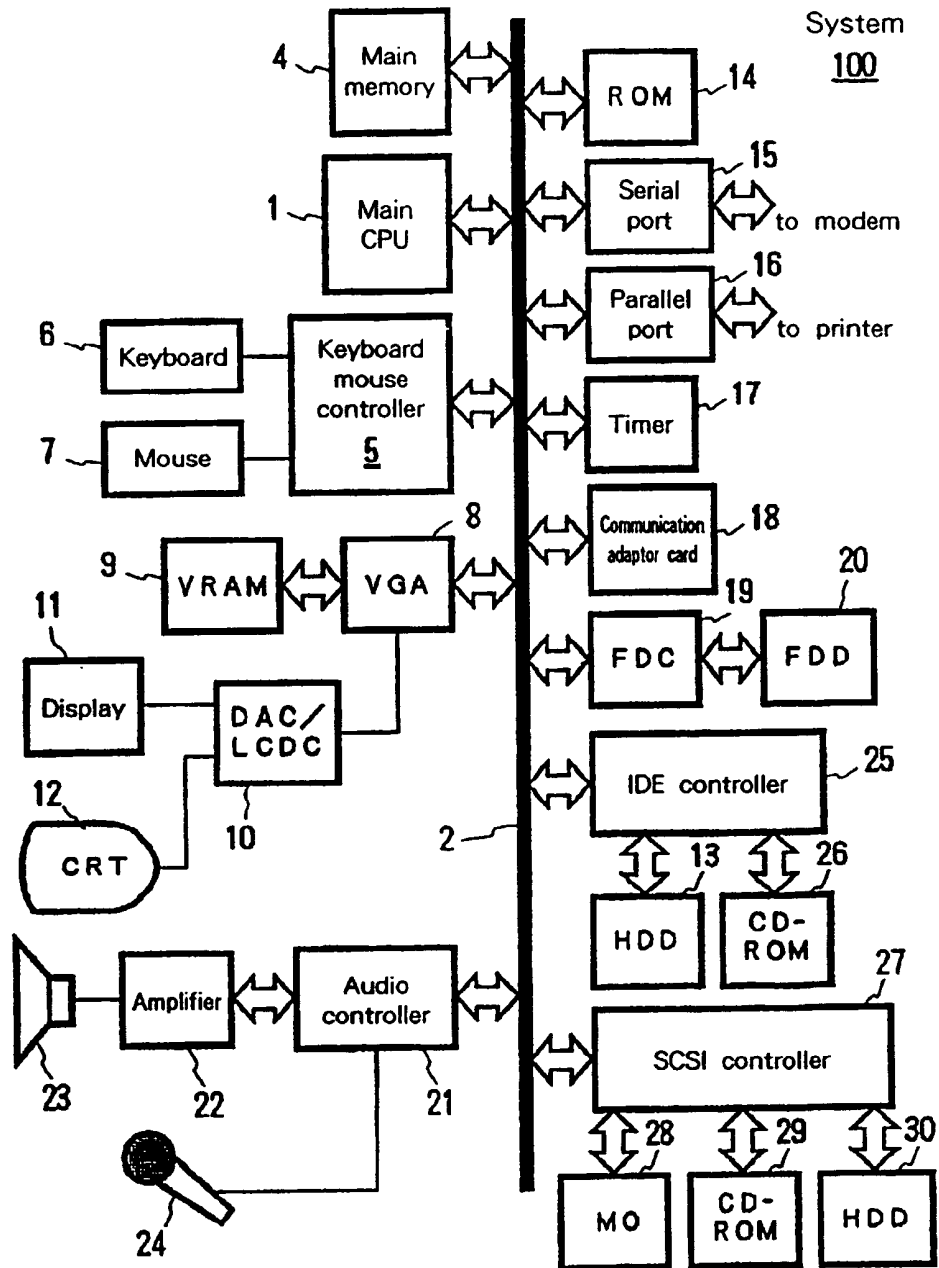 System
100
4
Main
memory
ROM
14
1
Main
CPU
15
Serial
port
to modem
16
Parallel
port
to printer
6
Keyboard
Keyboard
mouse
controller
5
7
Mouse
17
Timer
18
Communication
adaptor card
9
VRAM
8
VGA
19
FDC
20
FDD
11
Display
DAC/
LCDC
10
12
CRT
2
25
IDE controller
13
HDD
26
CD-
ROM
23
Amplifier
22
Audio
controller
21
24
27
SCSI controller
28
MO
29
CD-
ROM
30
HDD